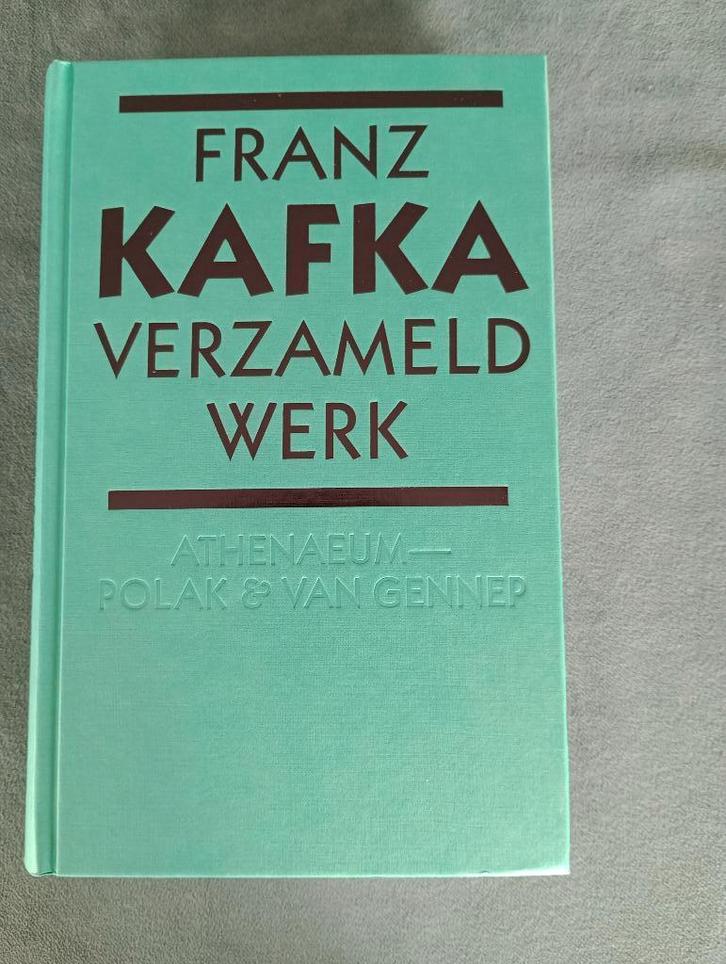 FRANZ
KAFKA
VERZAMELD
WERK
ATHENAEUM—
POLAK & VAN GENNEP